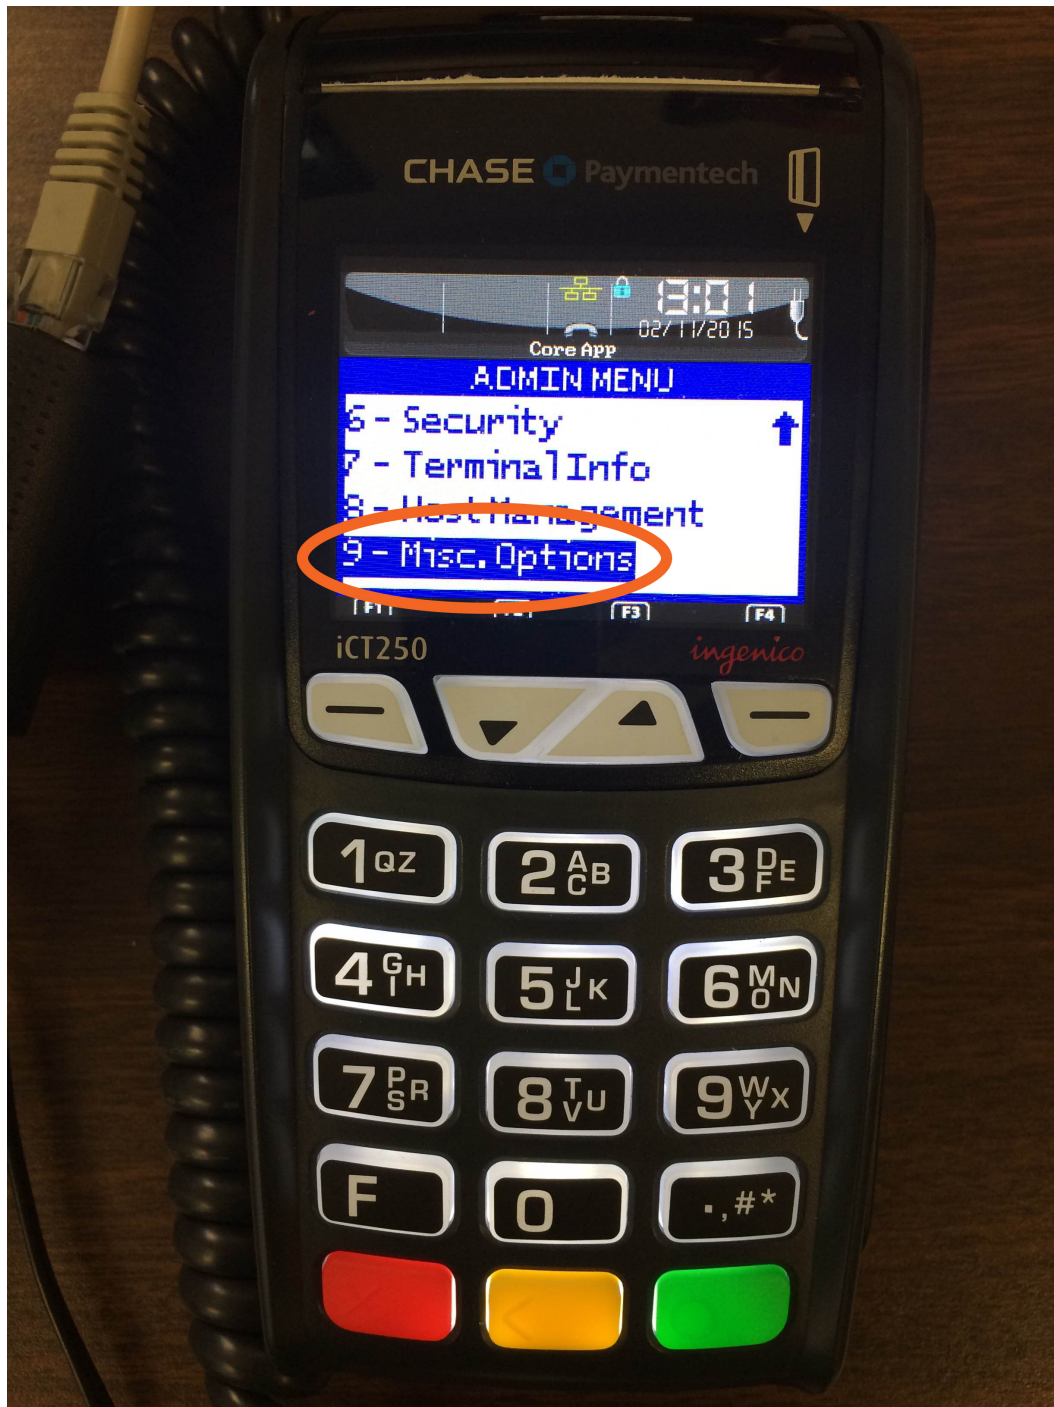 CHASE Paymentech
13:01
02/11/2015
Core App
ADMIN MENU
6 - Security
7 - Terminal Info
8 - Host Management
9 - Misc. Options
F1 F3 F4
iCT250 ingenico
1 QZ 2 ABC 3 DEF
4 GHI 5 JKL 6 MNO
7 PRS 8 TUV 9 WXY
F 0 .,#*